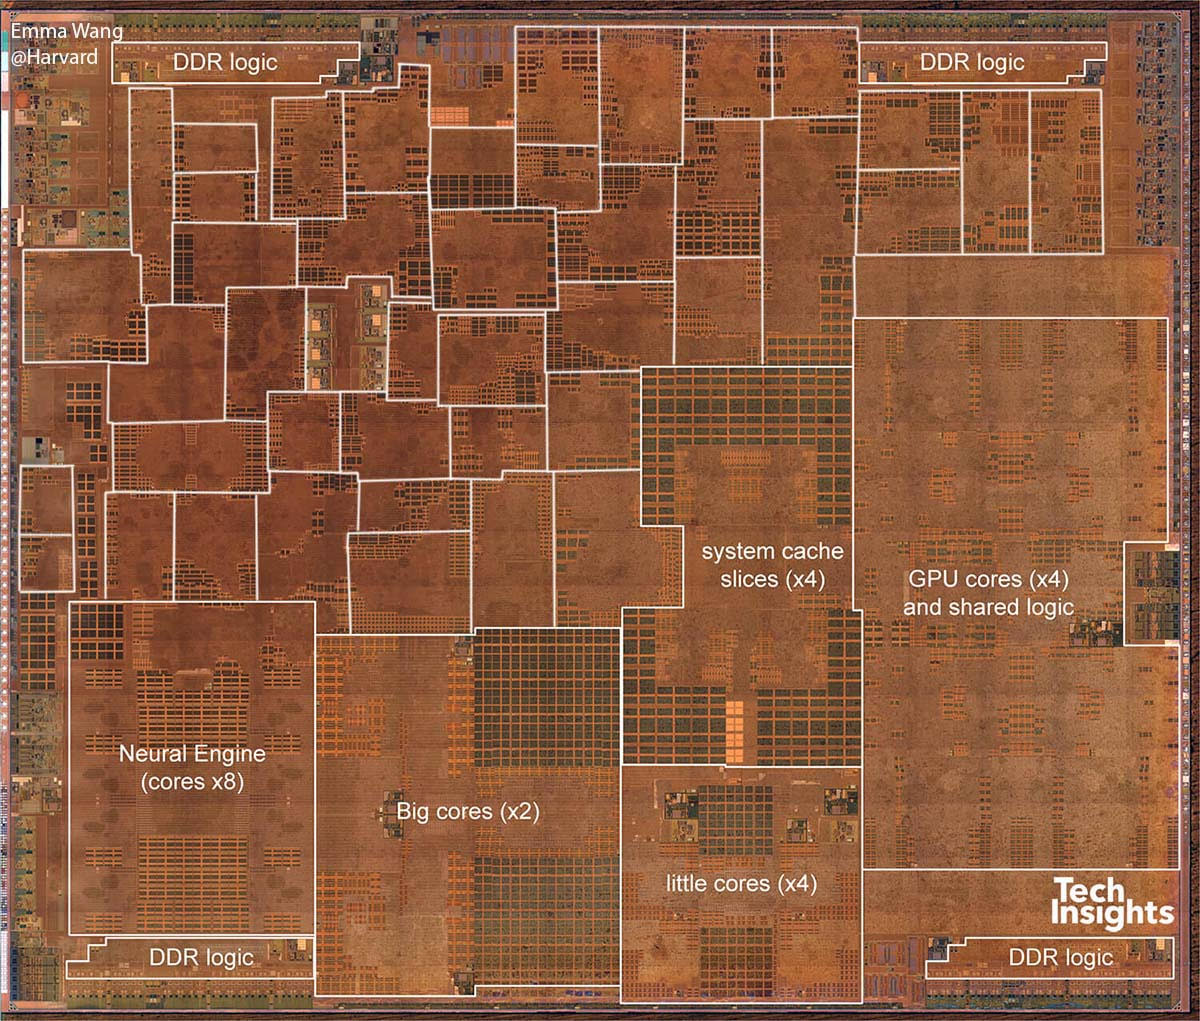 Emma Wang
@Harvard
DDR logic
DDR logic
system cache
slices (x4)
GPU cores (x4)
and shared logic
Neural Engine
(cores x8)
Big cores (x2)
little cores (x4)
Tech
Insights
DDR logic
DDR logic